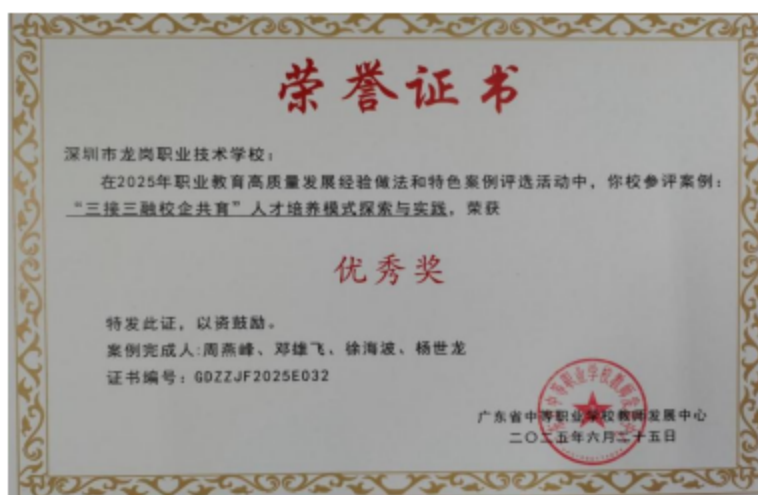 荣誉证书
深圳市龙岗职业技术学校：
在2025年职业教育高质量发展经验做法和特色案例评选活动中，你校参评案例：
“三接三融校企共育”人才培养模式探索与实践，荣获
优秀奖
特发此证，以资鼓励。
案例完成人:周燕峰、邓雄飞、徐海波、杨世龙
证书编号：GDZZJF2025E032
广东省中等职业学校教师发展中心
二〇二五年六月二十五日